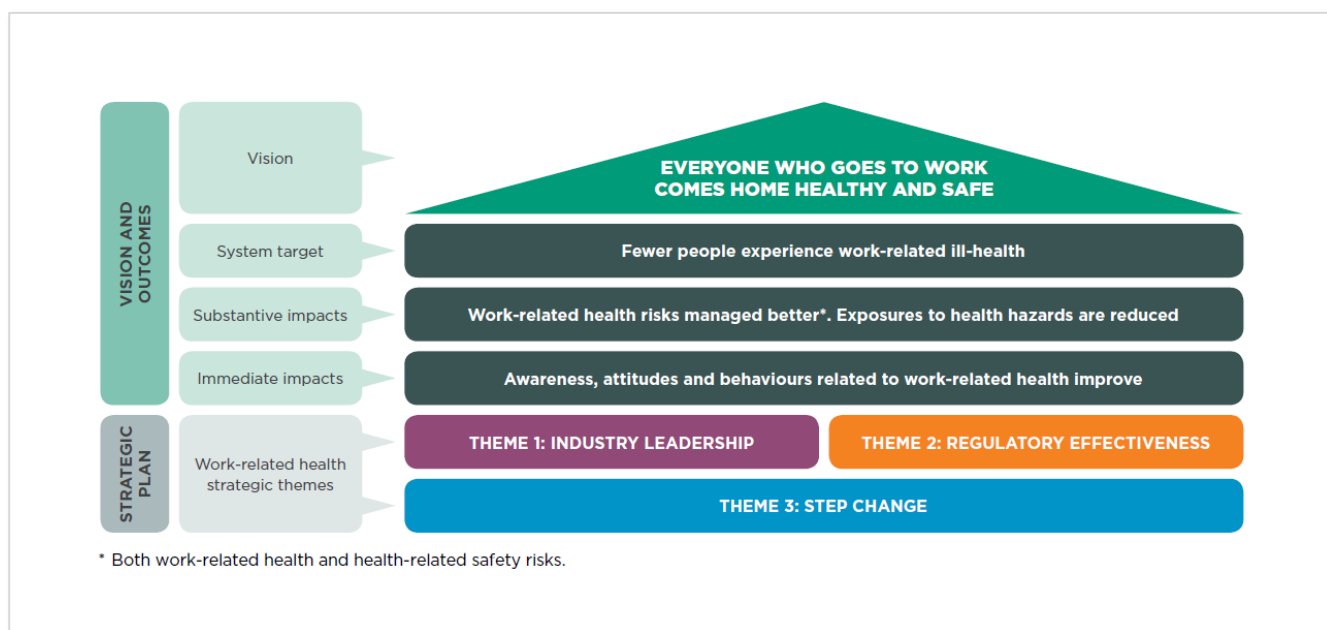 VISION AND
OUTCOMES
Vision
EVERYONE WHO GOES TO WORK
COMES HOME HEALTHY AND SAFE
System target
Fewer people experience work-related ill-health
Substantive impacts
Work-related health risks managed better*. Exposures to health hazards are reduced
Immediate impacts
Awareness, attitudes and behaviours related to work-related health improve
STRATEGIC
PLAN
Work-related health
strategic themes
THEME 1: INDUSTRY LEADERSHIP
THEME 2: REGULATORY EFFECTIVENESS
THEME 3: STEP CHANGE
* Both work-related health and health-related safety risks.